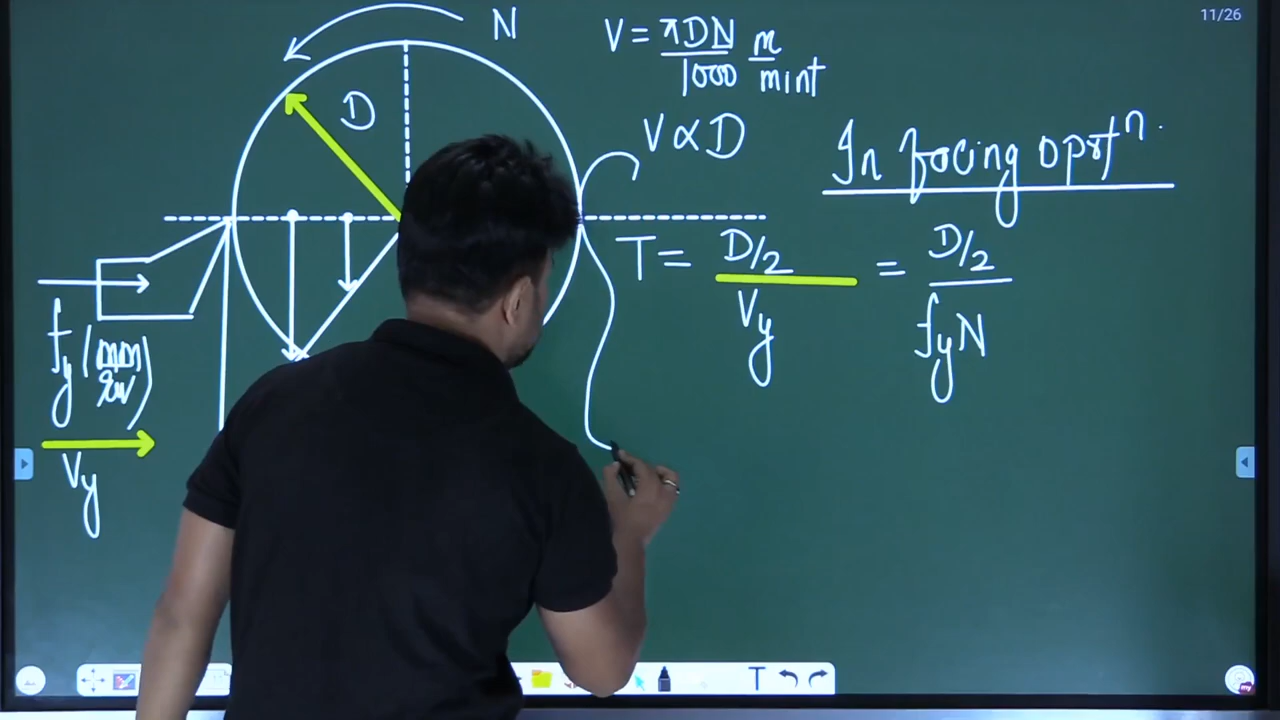 11/26
N
V = πDN/1000 m/mint
D
V ∝ D
In facing oprtⁿ.
T = D/2 / Vy = D/2 / fyN
fy (mm/rev)
Vy
T